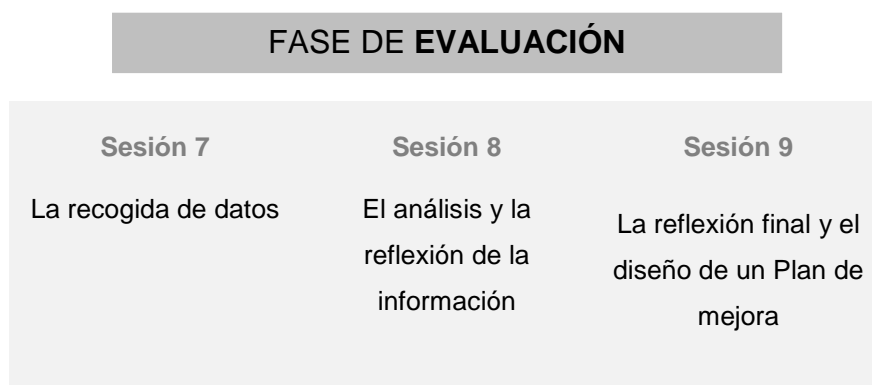 FASE DE EVALUACIÓN
Sesión 7
La recogida de datos
Sesión 8
El análisis y la
reflexión de la
información
Sesión 9
La reflexión final y el
diseño de un Plan de
mejora